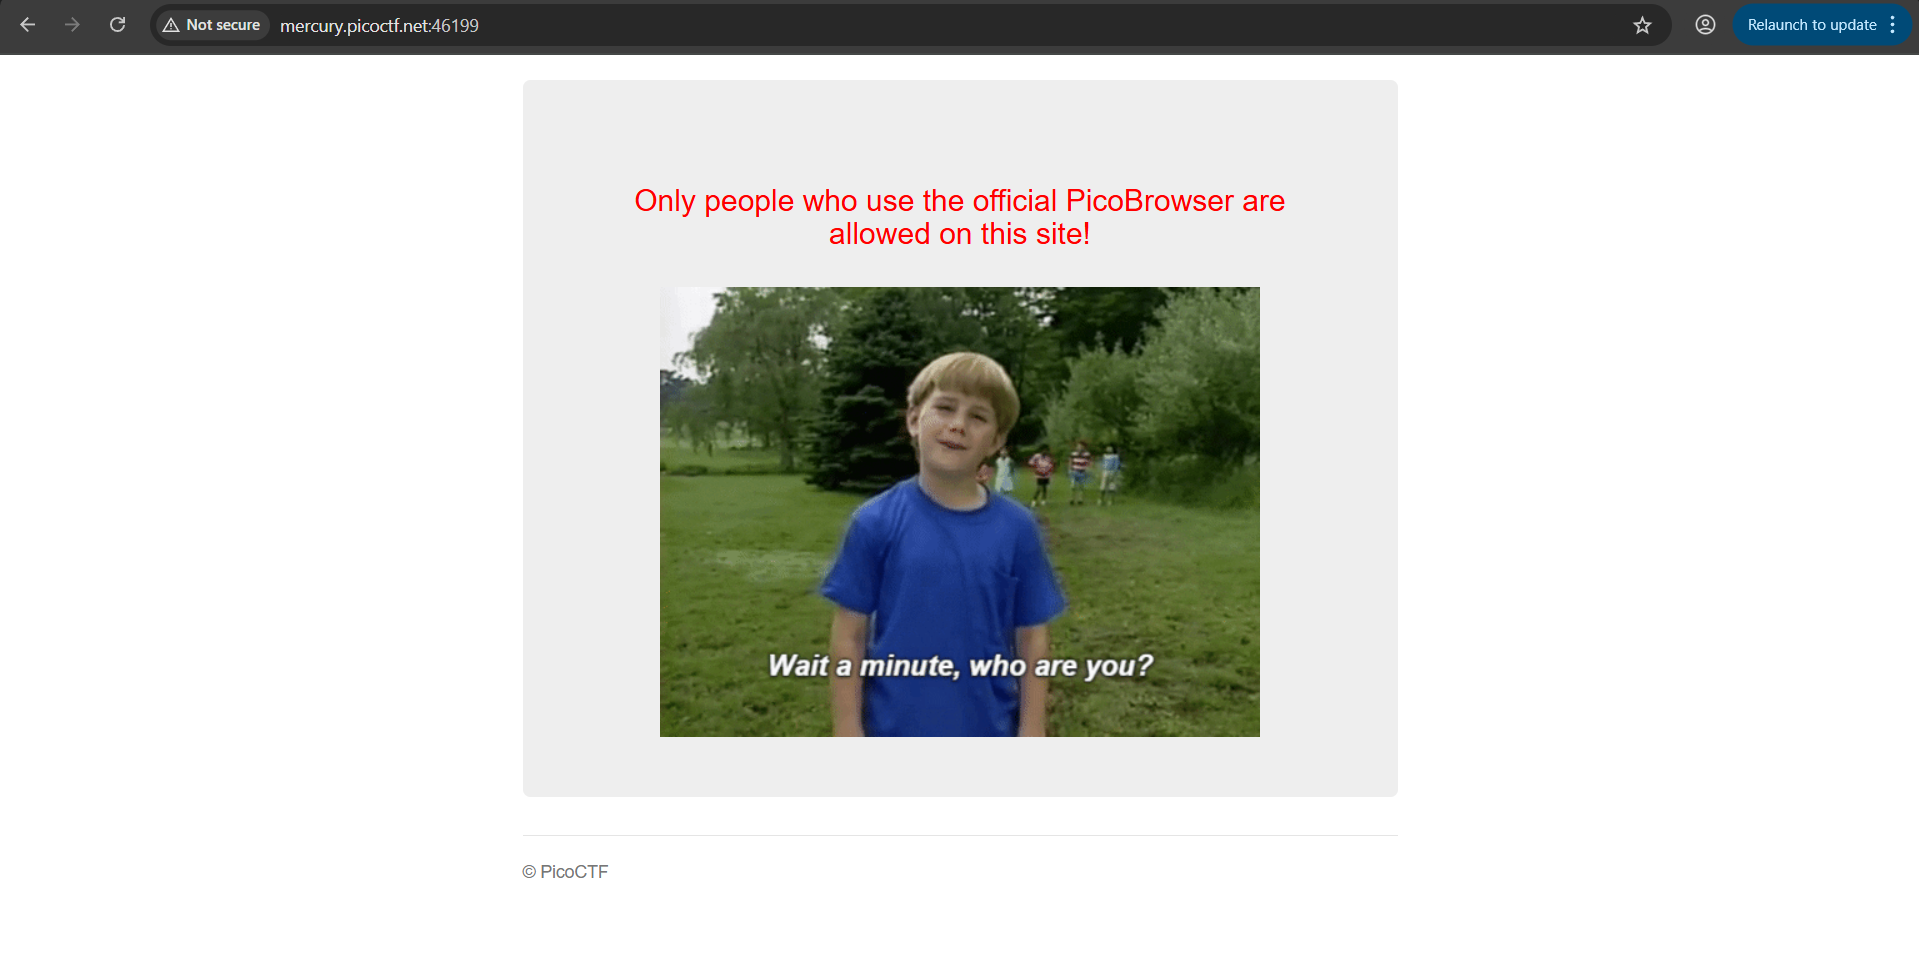 Not secure
mercury.picoctf.net:46199
Relaunch to update
Only people who use the official PicoBrowser are
allowed on this site!
Wait a minute, who are you?
© PicoCTF